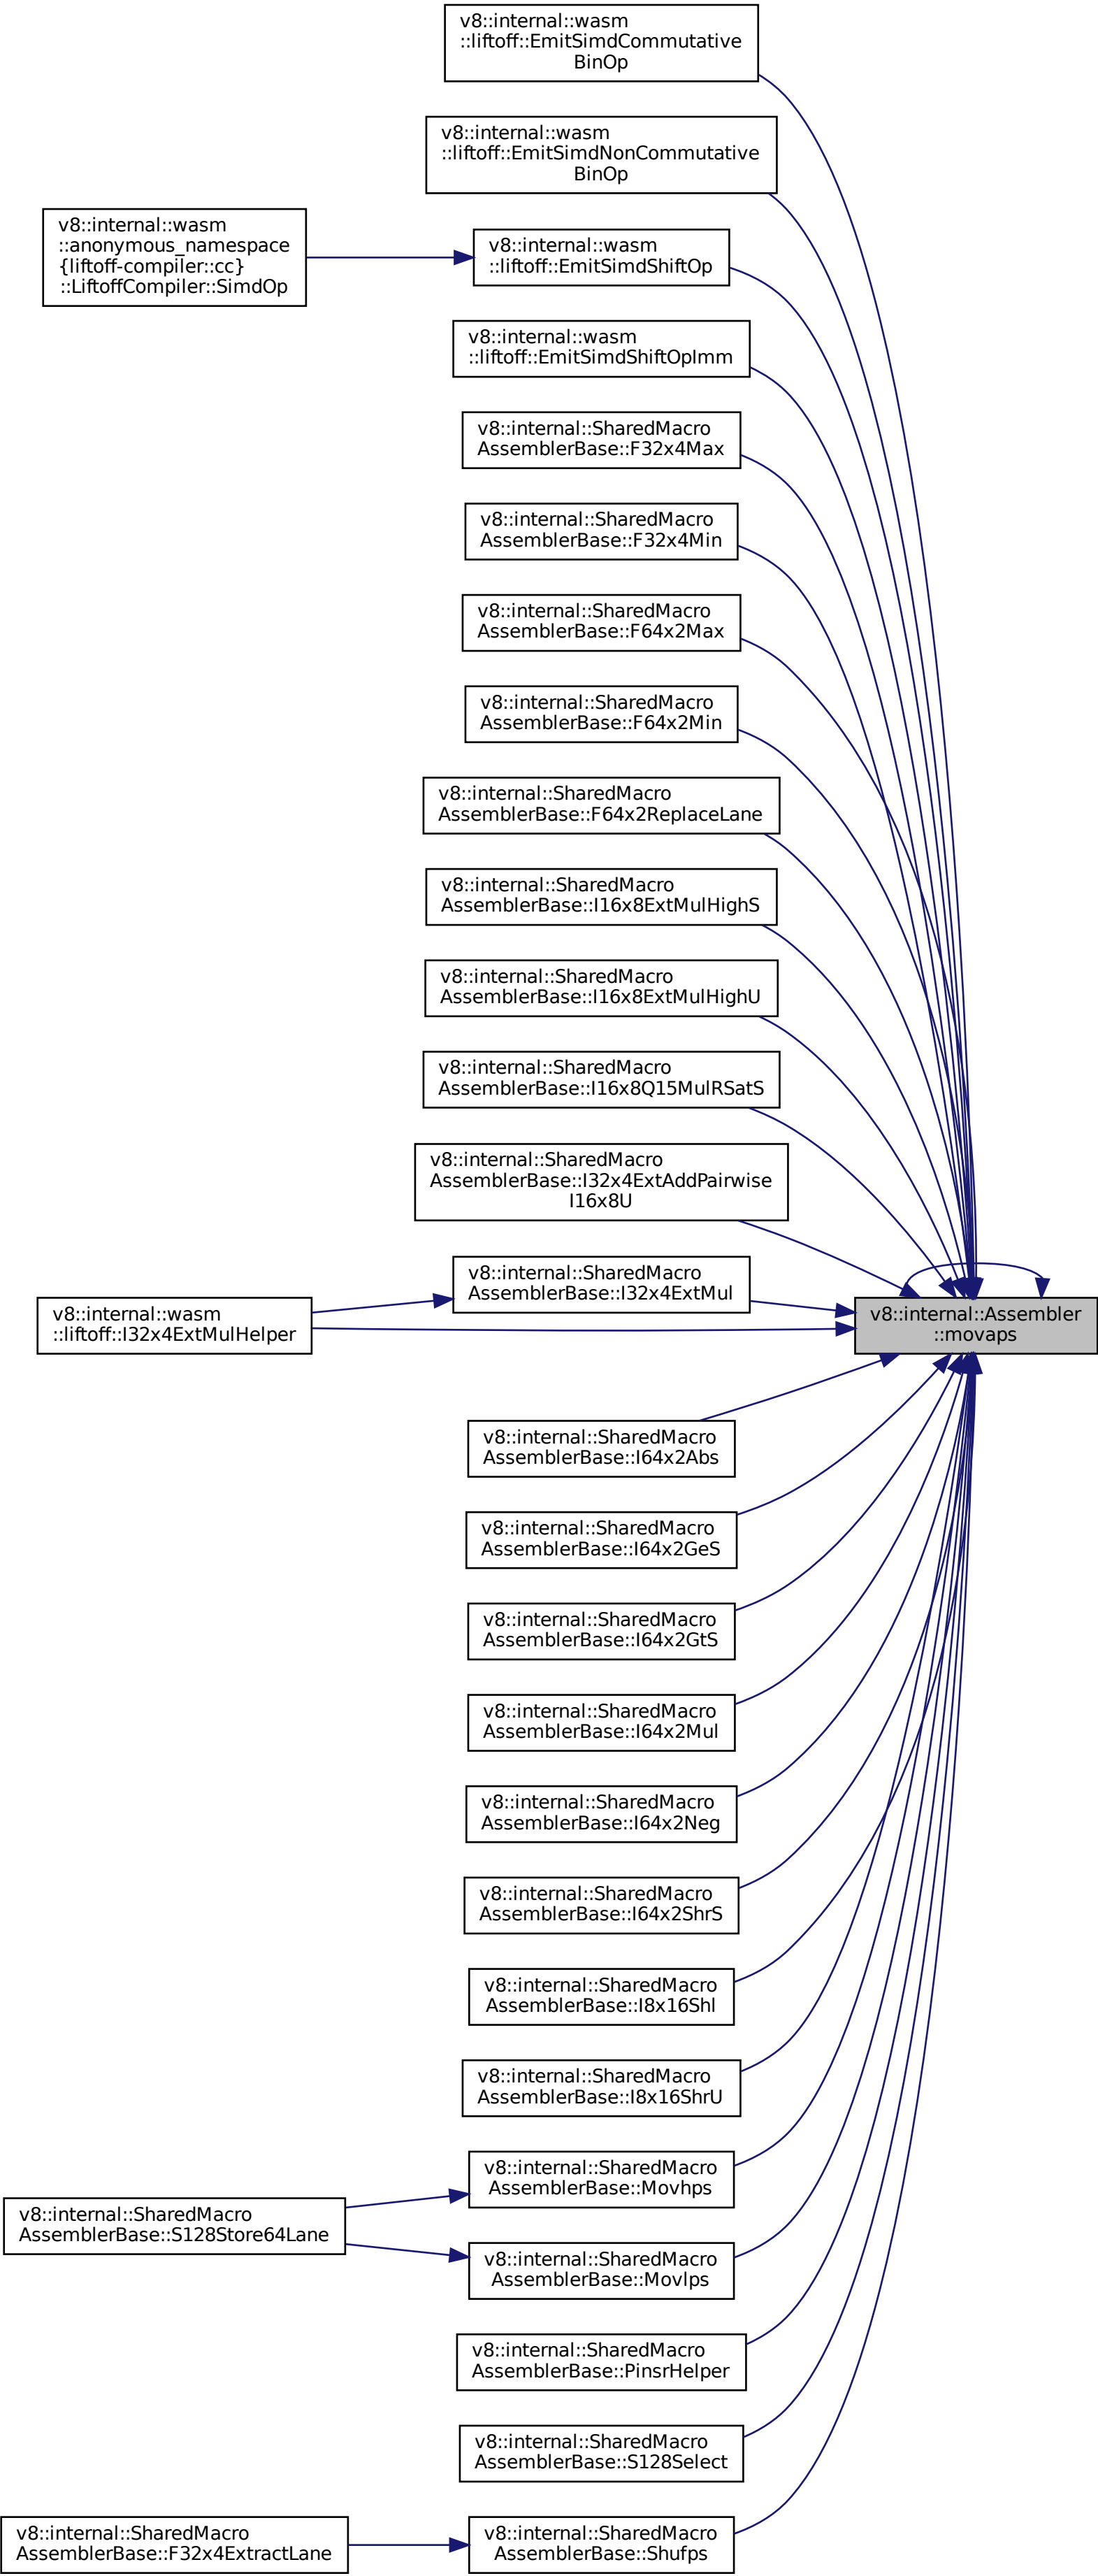 v8::internal::wasm
::liftoff::EmitSimdCommutative
BinOp
v8::internal::wasm
::liftoff::EmitSimdNonCommutative
BinOp
v8::internal::wasm
::anonymous_namespace
{liftoff-compiler::cc}
::LiftoffCompiler::SimdOp
v8::internal::wasm
::liftoff::EmitSimdShiftOp
v8::internal::wasm
::liftoff::EmitSimdShiftOpImm
v8::internal::SharedMacro
AssemblerBase::F32x4Max
v8::internal::SharedMacro
AssemblerBase::F32x4Min
v8::internal::SharedMacro
AssemblerBase::F64x2Max
v8::internal::SharedMacro
AssemblerBase::F64x2Min
v8::internal::SharedMacro
AssemblerBase::F64x2ReplaceLane
v8::internal::SharedMacro
AssemblerBase::I16x8ExtMulHighS
v8::internal::SharedMacro
AssemblerBase::I16x8ExtMulHighU
v8::internal::SharedMacro
AssemblerBase::I16x8Q15MulRSatS
v8::internal::SharedMacro
AssemblerBase::I32x4ExtAddPairwise
I16x8U
v8::internal::SharedMacro
AssemblerBase::I32x4ExtMul
v8::internal::wasm
::liftoff::I32x4ExtMulHelper
v8::internal::Assembler
::movaps
v8::internal::SharedMacro
AssemblerBase::I64x2Abs
v8::internal::SharedMacro
AssemblerBase::I64x2GeS
v8::internal::SharedMacro
AssemblerBase::I64x2GtS
v8::internal::SharedMacro
AssemblerBase::I64x2Mul
v8::internal::SharedMacro
AssemblerBase::I64x2Neg
v8::internal::SharedMacro
AssemblerBase::I64x2ShrS
v8::internal::SharedMacro
AssemblerBase::I8x16Shl
v8::internal::SharedMacro
AssemblerBase::I8x16ShrU
v8::internal::SharedMacro
AssemblerBase::Movhps
v8::internal::SharedMacro
AssemblerBase::S128Store64Lane
v8::internal::SharedMacro
AssemblerBase::Movlps
v8::internal::SharedMacro
AssemblerBase::PinsrHelper
v8::internal::SharedMacro
AssemblerBase::S128Select
v8::internal::SharedMacro
AssemblerBase::F32x4ExtractLane
v8::internal::SharedMacro
AssemblerBase::Shufps